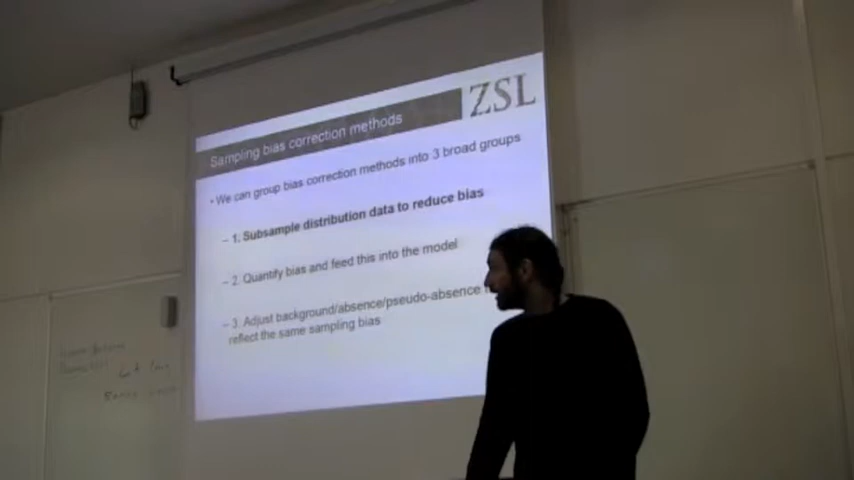 Sampling bias correction methods
ZSL
• We can group bias correction methods into 3 broad groups
– 1. Subsample distribution data to reduce bias
– 2. Quantify bias and feed this into the model
– 3. Adjust background/absence/pseudo-absence
reflect the same sampling bias